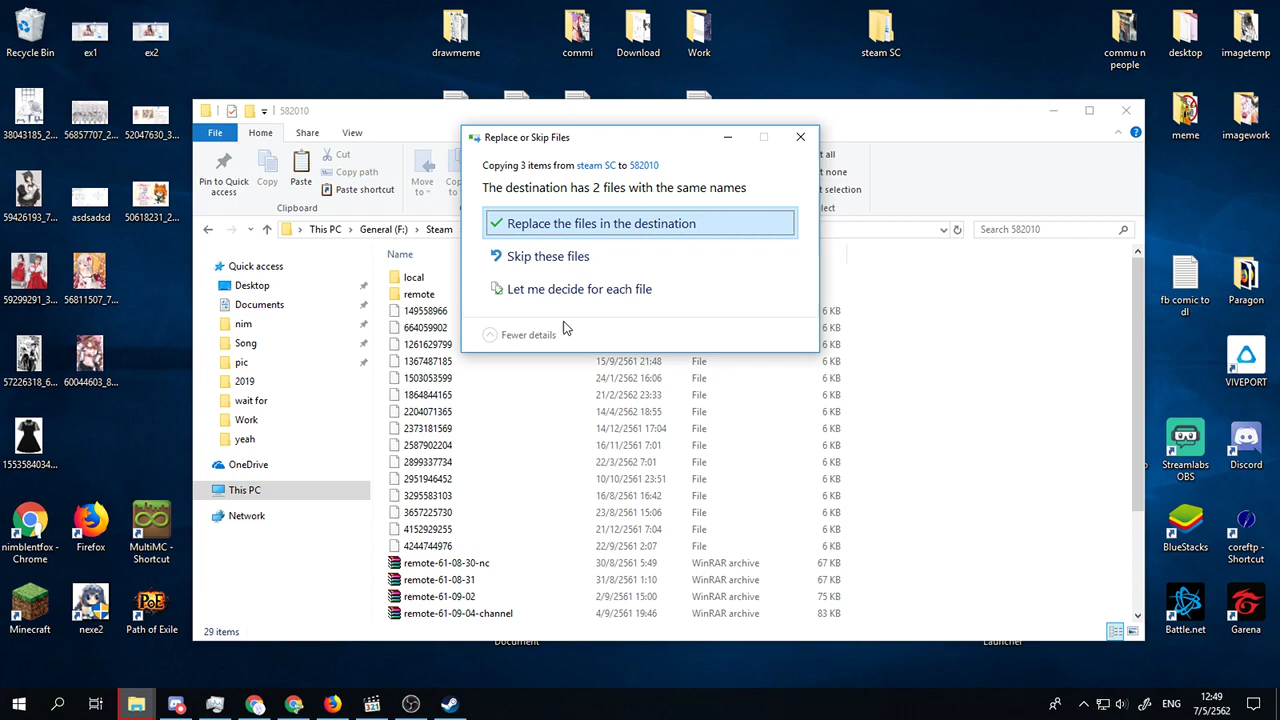 Recycle Bin
ex1
ex2
drawmeme
commi
Download
Work
steam SC
commu n
people
desktop
imagetemp
38043185_2...
56857707_2...
52047630_3...
meme
imagework
59426193_7...
asdsadsd
50618231_2...
59299291_3...
56811507_7...
fb comic to
dl
Paragon
57226318_6...
60044603_8...
VIVEPORT
1553584034...
Streamlabs
OBS
Discord
nimblentfox -
Chrome
Firefox
MultiMC -
Shortcut
BlueStacks
coreftp -
Shortcut
Minecraft
nexe2
Path of Exile
Battle.net
Garena
582010
File
Home
Share
View
Pin to Quick
access
Copy
Paste
Cut
Copy path
Paste shortcut
Move
to
Clipboard
This PC
General (F:)
Steam
Search 582010
Quick access
Desktop
Documents
nim
Song
pic
2019
wait for
Work
yeah
OneDrive
This PC
Network
Name
local
remote
149558966 6 KB
664059902 6 KB
1261629799 6 KB
1367487185 15/9/2561 21:48 File 6 KB
1503053599 24/1/2562 16:06 File 6 KB
1864844165 21/2/2562 23:33 File 6 KB
2204071365 14/4/2562 18:55 File 6 KB
2373181569 14/12/2561 17:04 File 6 KB
2587902204 16/11/2561 7:01 File 6 KB
2899337734 22/3/2562 7:01 File 6 KB
2951946452 10/10/2561 23:51 File 6 KB
3295583103 16/8/2561 16:42 File 6 KB
3657225730 23/8/2561 15:06 File 6 KB
4152929255 21/12/2561 7:04 File 6 KB
4244744976 22/9/2561 2:07 File 6 KB
remote-61-08-30-nc 30/8/2561 5:49 WinRAR archive 67 KB
remote-61-08-31 31/8/2561 1:10 WinRAR archive 67 KB
remote-61-09-02 2/9/2561 15:00 WinRAR archive 75 KB
remote-61-09-04-channel 4/9/2561 19:46 WinRAR archive 83 KB
29 items
Replace or Skip Files
Copying 3 items from steam SC to 582010
The destination has 2 files with the same names
Replace the files in the destination
Skip these files
Let me decide for each file
Fewer details
ENG
12:49
7/5/2562